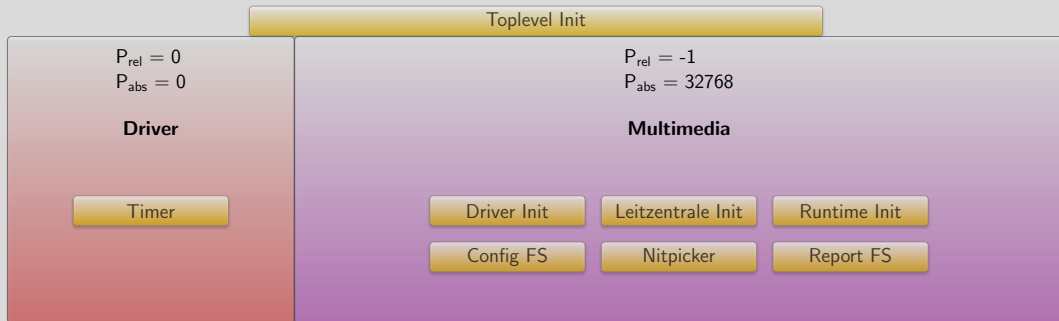 Toplevel Init
P_rel = 0
P_abs = 0
Driver
Timer
P_rel = -1
P_abs = 32768
Multimedia
Driver Init Leitzentrale Init Runtime Init
Config FS Nitpicker Report FS